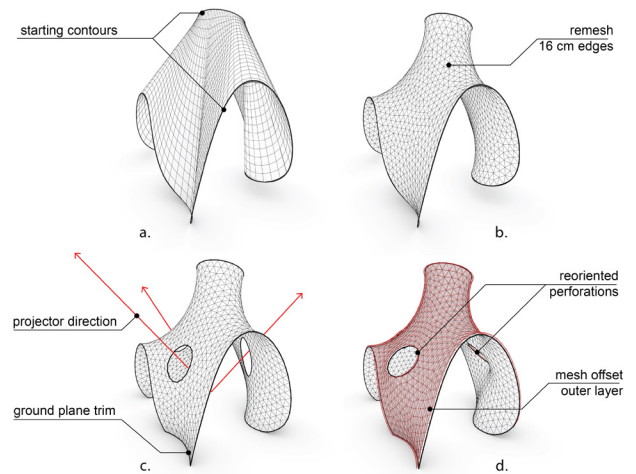 starting contours
remesh
16 cm edges
a.
b.
projector direction
reoriented
perforations
mesh offset
outer layer
ground plane trim
c.
d.